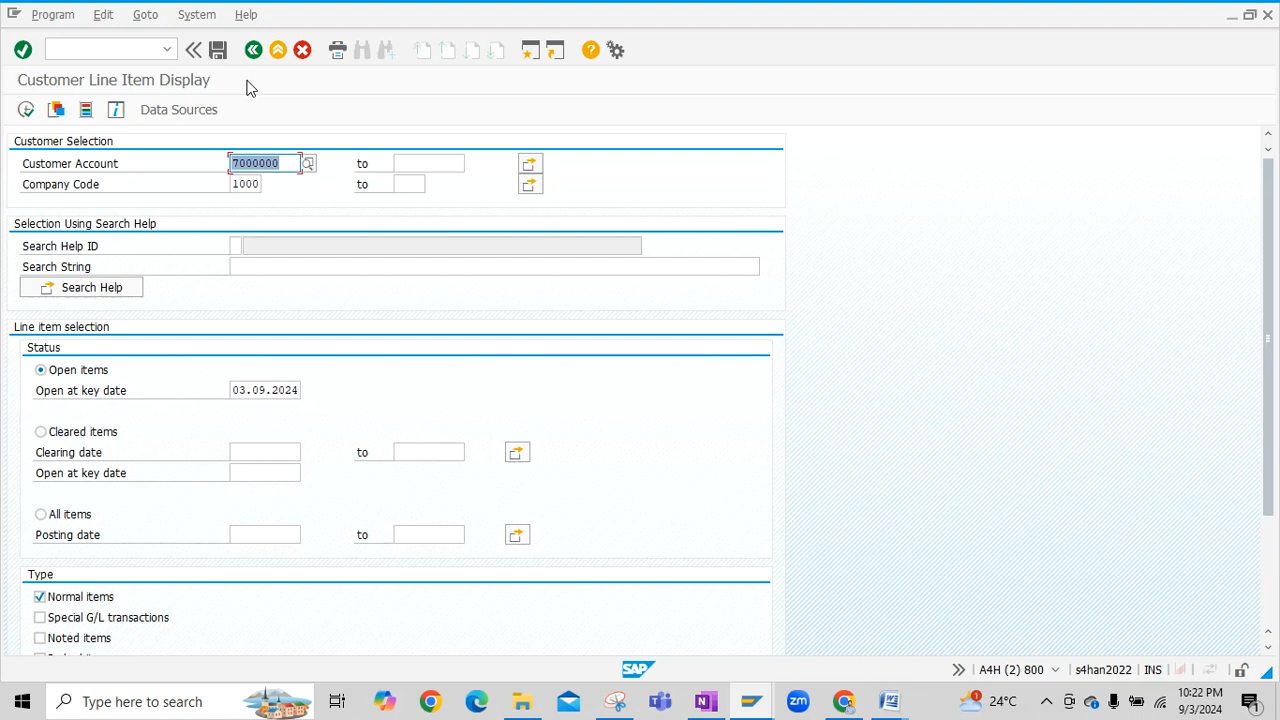 Program Edit Goto System Help
Customer Line Item Display
Data Sources
Customer Selection
Customer Account 7000000 to
Company Code 1000 to
Selection Using Search Help
Search Help ID
Search String
Search Help
Line item selection
Status
Open items
Open at key date 03.09.2024
Cleared items
Clearing date to
Open at key date
All items
Posting date to
Type
Normal items
Special G/L transactions
Noted items
SAP A4H (2) 800 s4han2022 INS
Type here to search 24°C 10:22 PM
9/3/2024